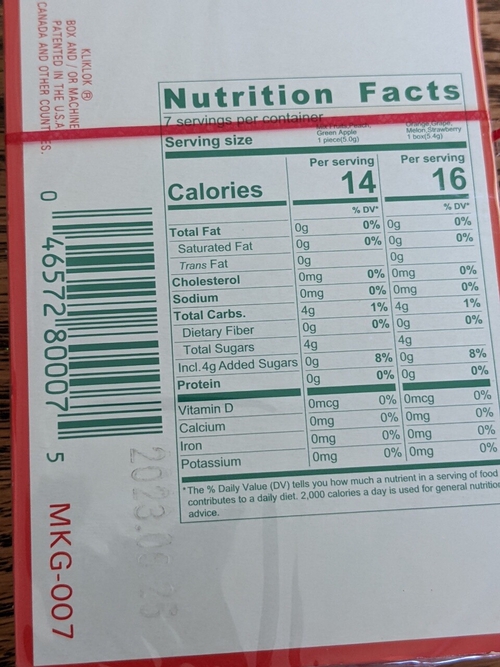 KLIKLOK ®
BOX AND / OR MACHINE
PATENTED IN THE U.S.A
CANADA AND OTHER COUNT ES.
0 46572 80007 5
MKG-007
2023.06 23
Nutrition Facts
7 servings per container
Serving size
Green Apple
1 piece(5.0g)
Orange,Grape,
Melon,Strawberry
1 box(5.4g)
Per serving Per serving
Calories 14 16
% DV* % DV*
Total Fat 0g 0% 0g 0%
Saturated Fat 0g 0% 0g 0%
Trans Fat 0g 0g
Cholesterol 0mg 0% 0mg 0%
Sodium 0mg 0% 0mg 0%
Total Carbs. 4g 1% 4g 1%
Dietary Fiber 0g 0% 0g 0%
Total Sugars 4g 4g
Incl.4g Added Sugars 0g 8% 0g 8%
Protein 0g 0% 0g 0%
Vitamin D 0mcg 0% 0mcg 0%
Calcium 0mg 0% 0mg 0%
Iron 0mg 0% 0mg 0%
Potassium 0mg 0% 0mg 0%
*The % Daily Value (DV) tells you how much a nutrient in a serving of food
contributes to a daily diet. 2,000 calories a day is used for general nutrition
advice.